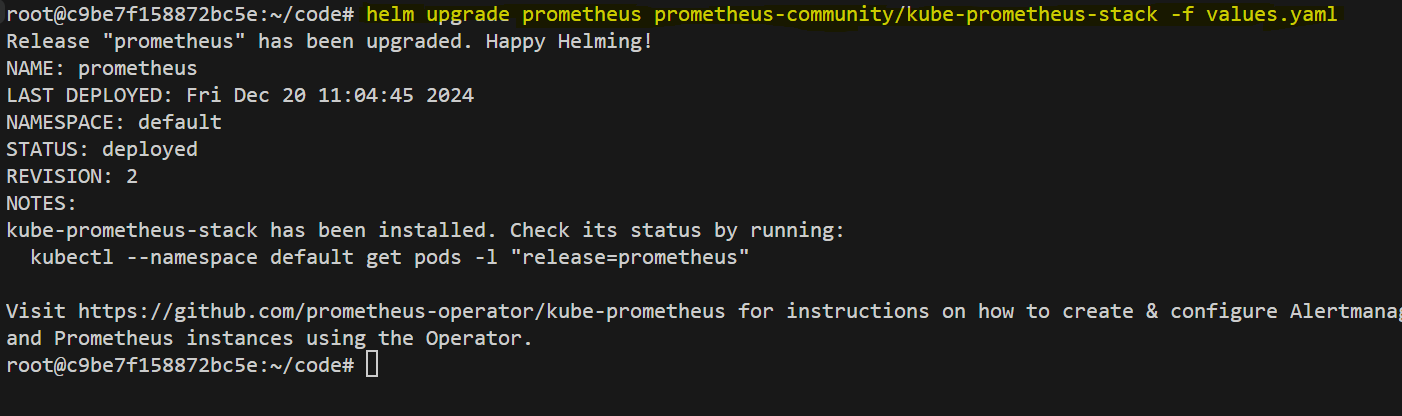 root@c9be7f158872bc5e:~/code# helm upgrade prometheus prometheus-community/kube-prometheus-stack -f values.yaml
Release "prometheus" has been upgraded. Happy Helming!
NAME: prometheus
LAST DEPLOYED: Fri Dec 20 11:04:45 2024
NAMESPACE: default
STATUS: deployed
REVISION: 2
NOTES:
kube-prometheus-stack has been installed. Check its status by running:
  kubectl --namespace default get pods -l "release=prometheus"

Visit https://github.com/prometheus-operator/kube-prometheus for instructions on how to create & configure Alertmanag
and Prometheus instances using the Operator.
root@c9be7f158872bc5e:~/code#